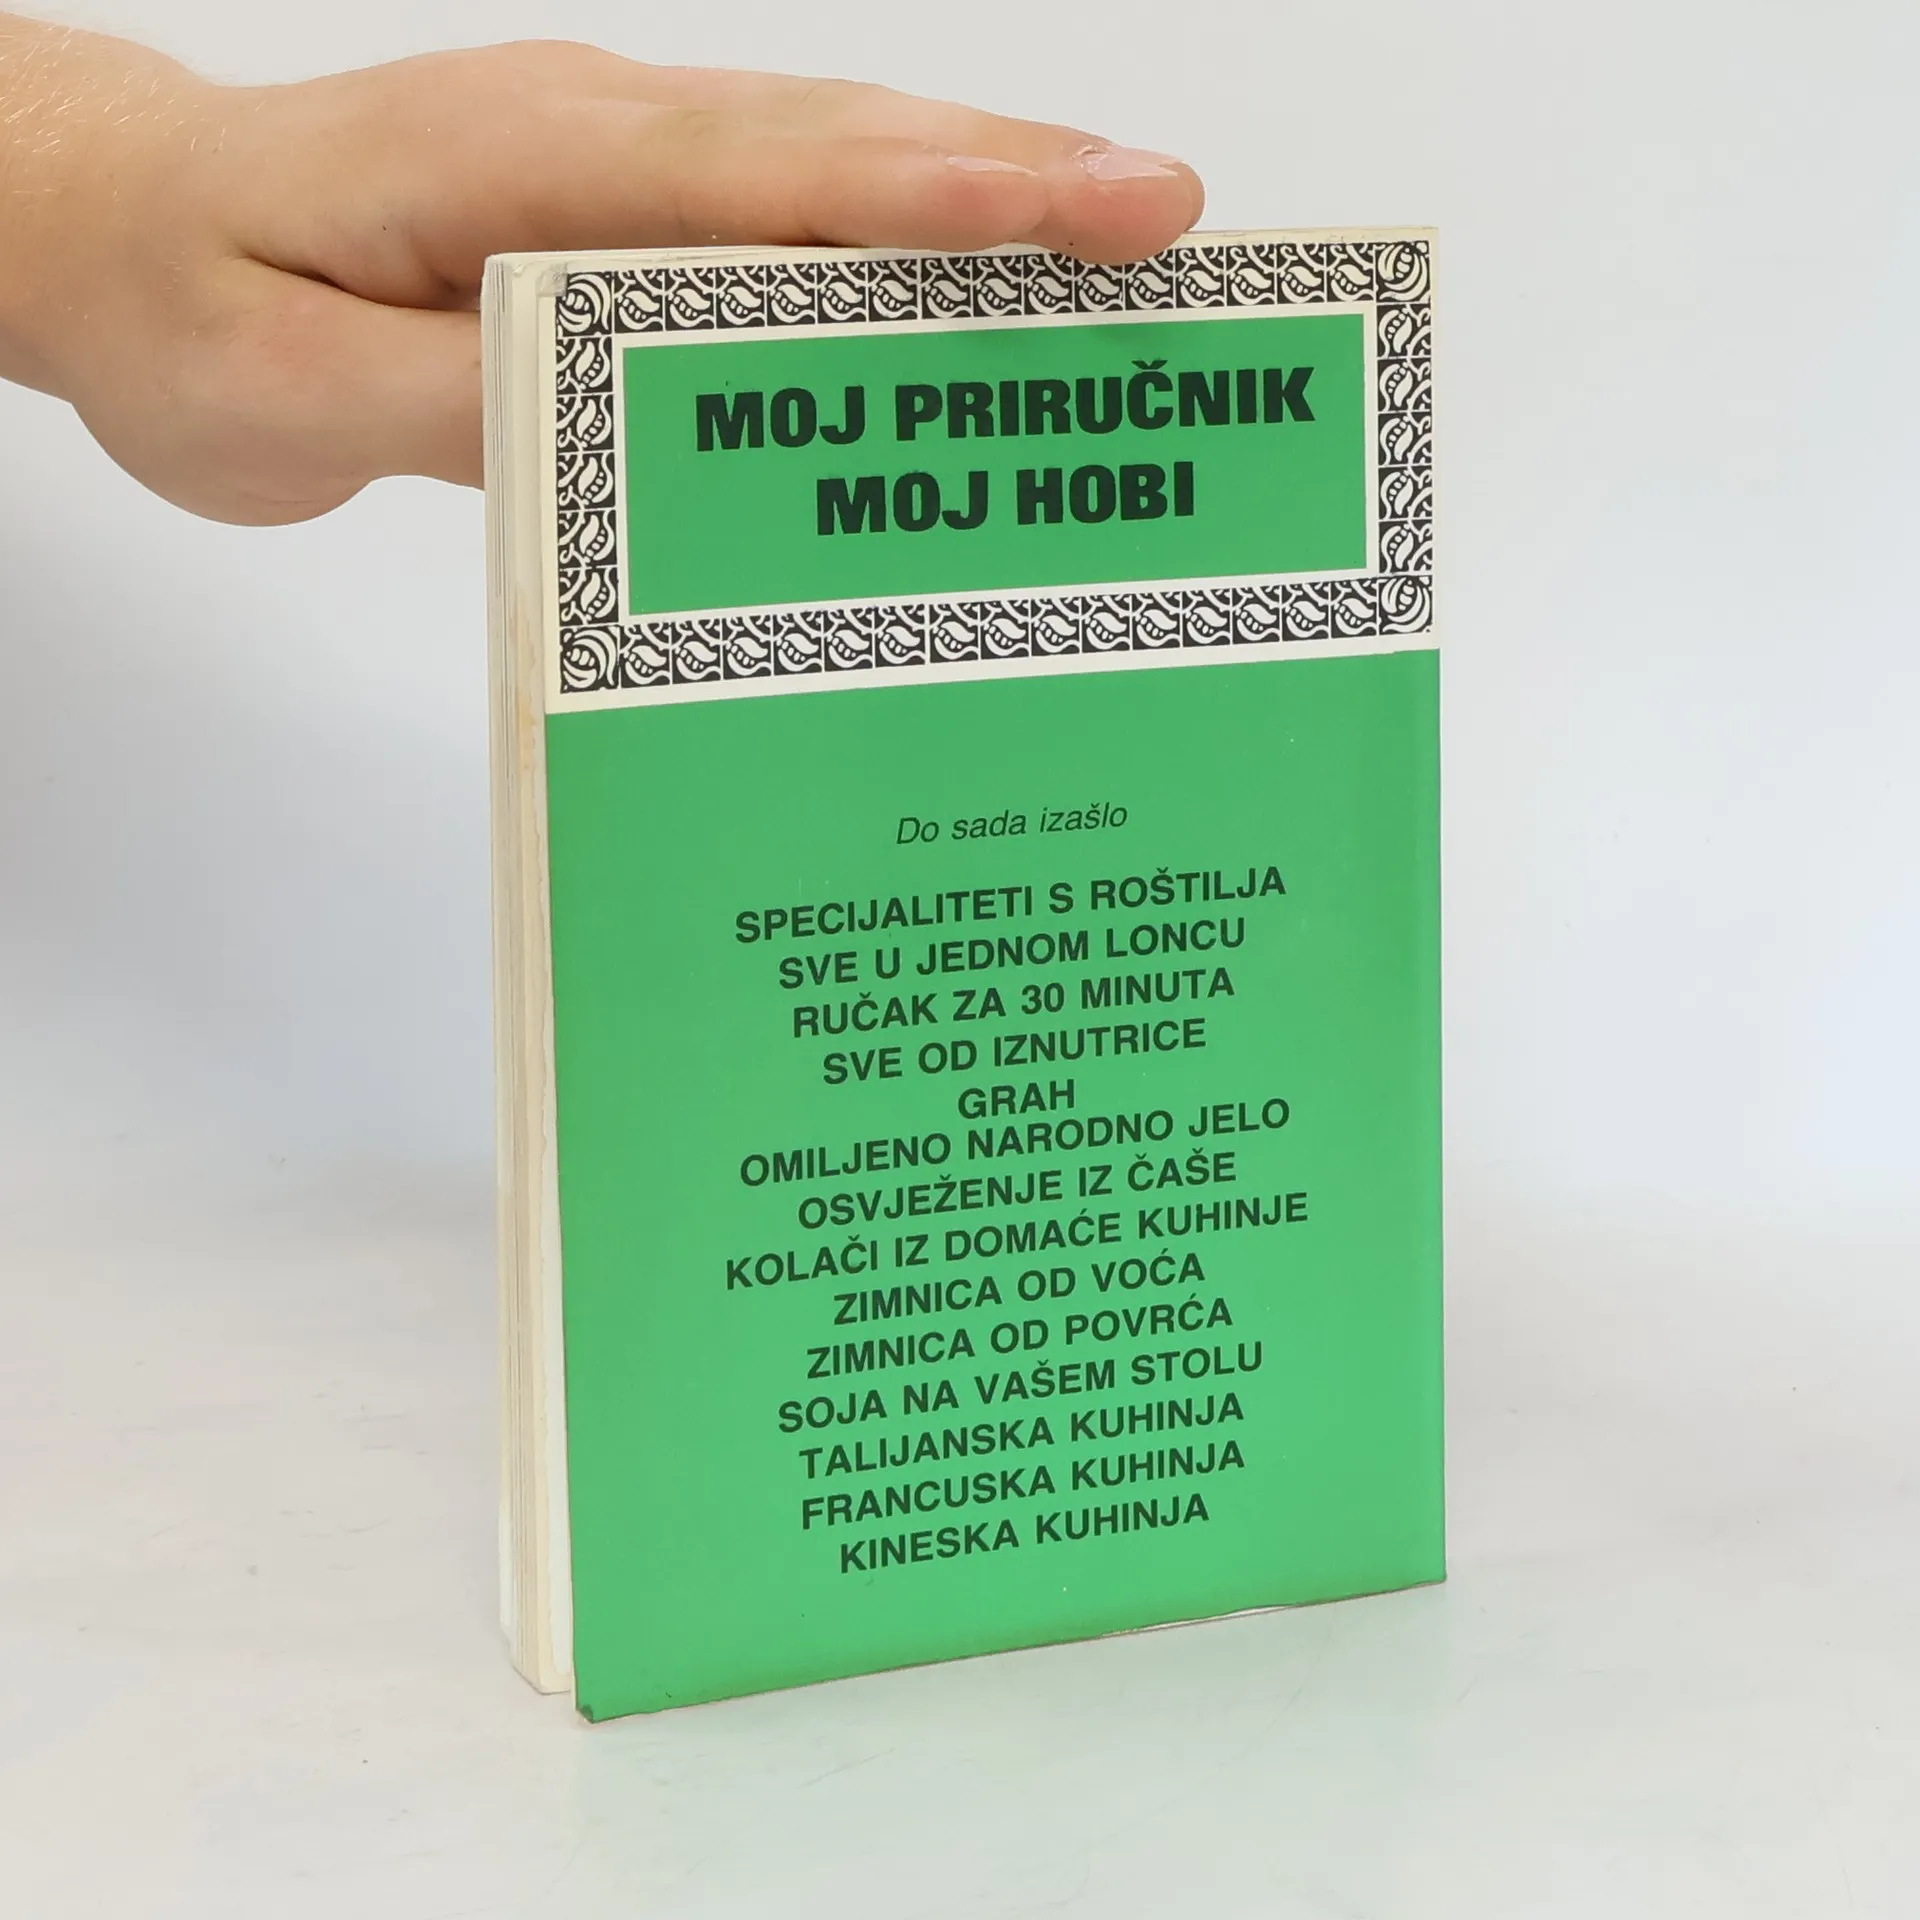 MOJ PRIRUČNIK
MOJ HOBI
Do sada izašlo
SPECIJALITETI S ROŠTILJA
SVE U JEDNOM LONCU
RUČAK ZA 30 MINUTA
SVE OD IZNUTRICE
GRAH
OMILJENO NARODNO JELO
OSVJEŽENJE IZ ČAŠE
KOLAČI IZ DOMAĆE KUHINJE
ZIMNICA OD VOĆA
ZIMNICA OD POVRĆA
SOJA NA VAŠEM STOLU
TALIJANSKA KUHINJA
FRANCUSKA KUHINJA
KINESKA KUHINJA